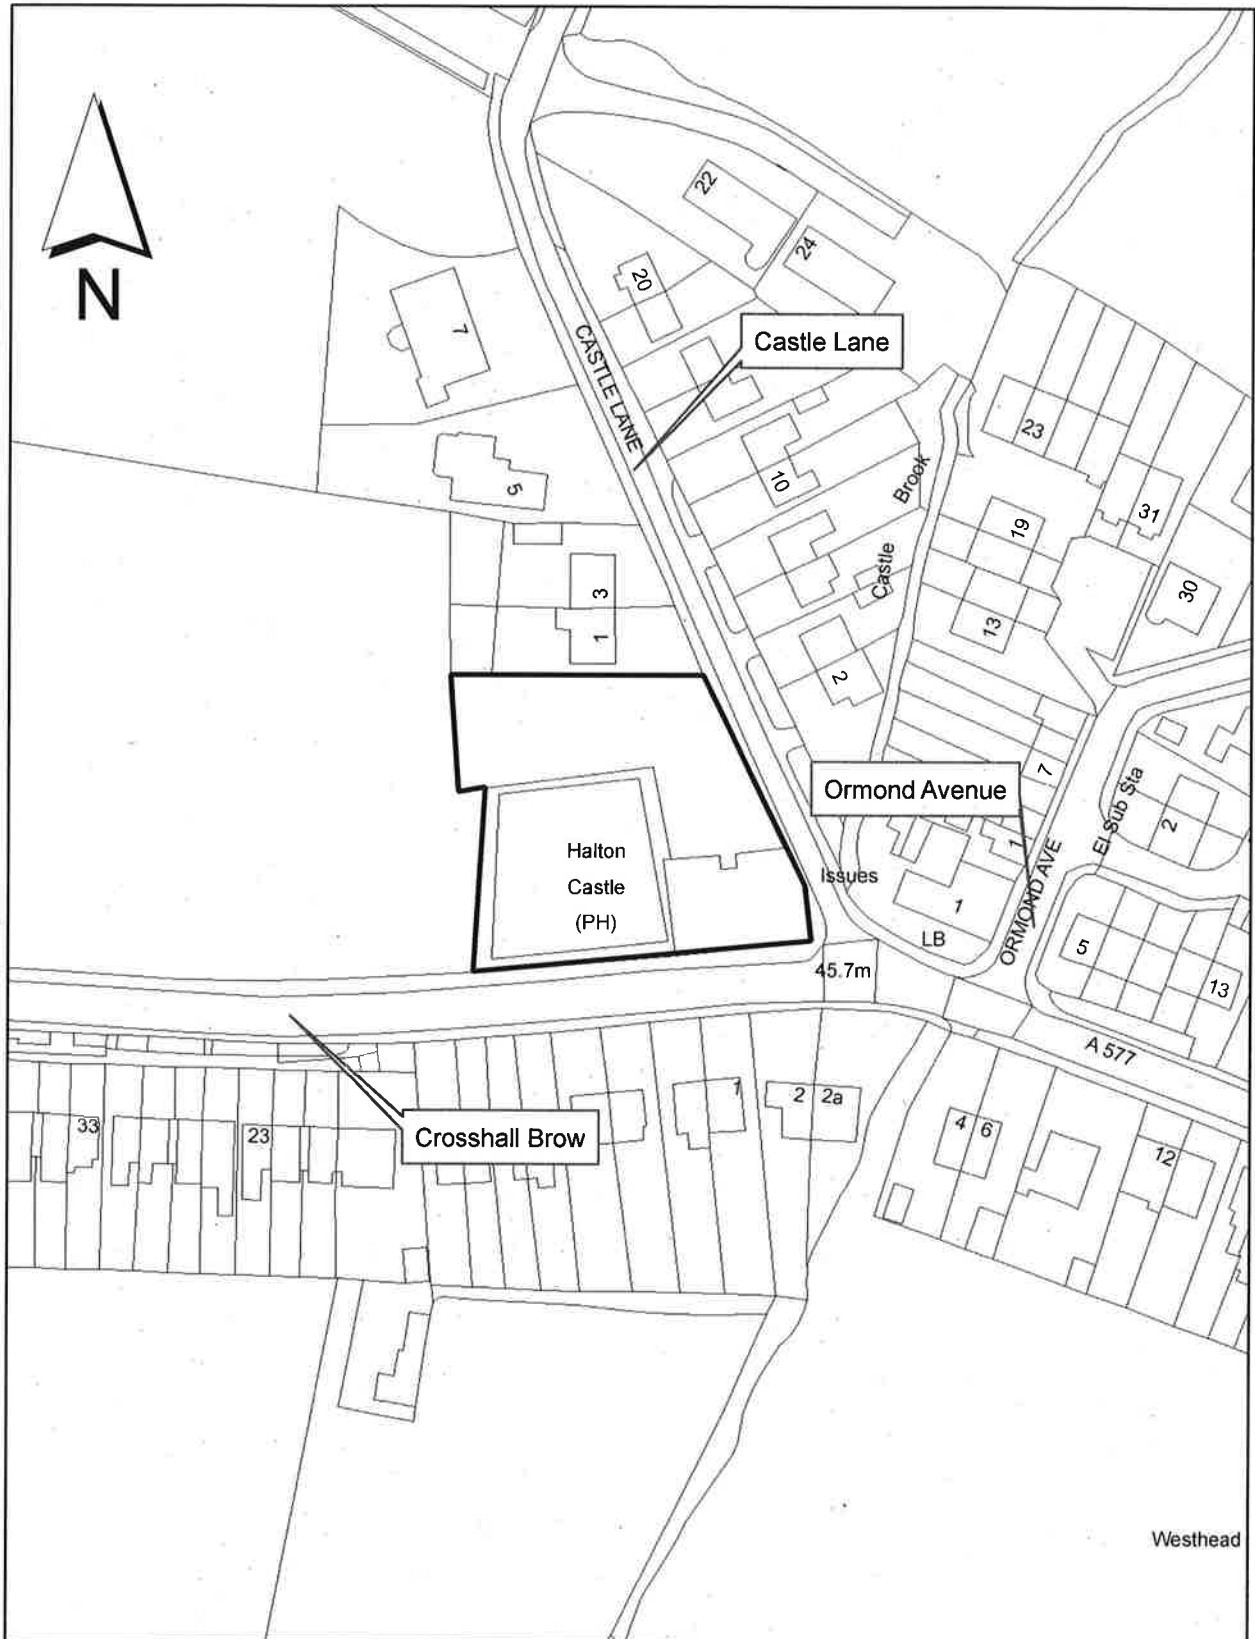 N
22
24
20
7
CASTLE LANE
Castle Lane
5
10
Brook
23
31
19
Castle
3
30
13
1
2
7
Ormond Avenue
El Sub Sta
2
Halton
Castle
(PH)
1
Issues
1
ORMOND AVE
LB
5
45.7m
13
A 577
1
2
2a
4
6
33
23
Crosshall Brow
12
Westhead